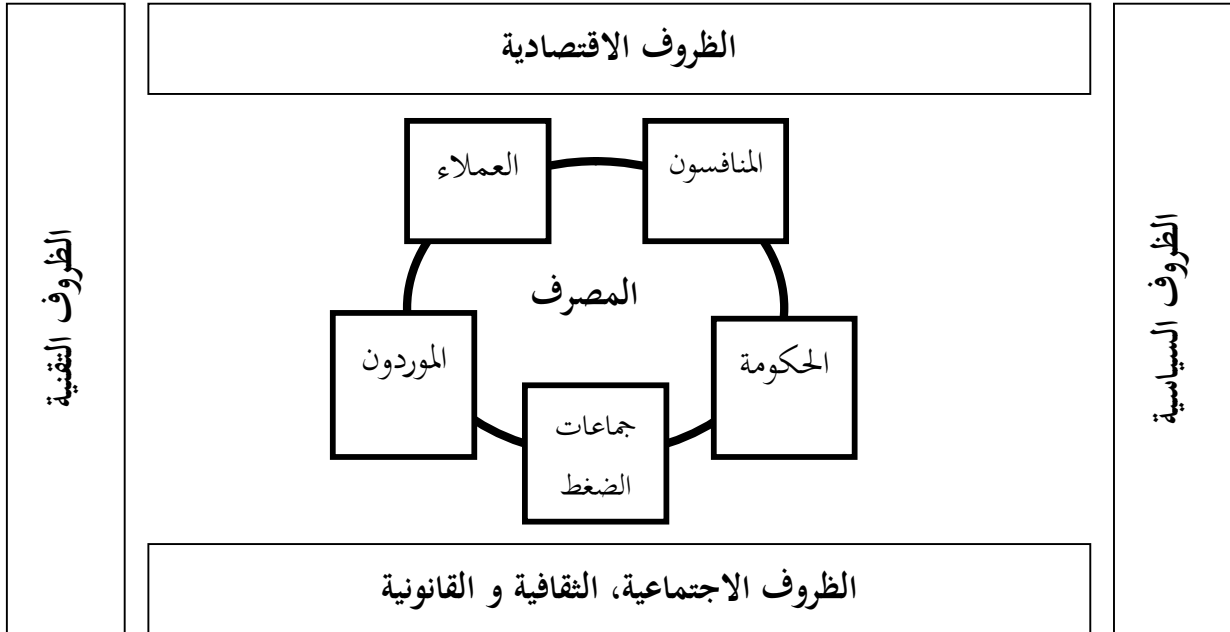 الظروف الاقتصادية
المنافسون
العملاء
الظروف السياسية
المصرف
الظروف التقنية
الحكومة
الموردون
جماعات
الضغط
الظروف الاجتماعية، الثقافية و القانونية